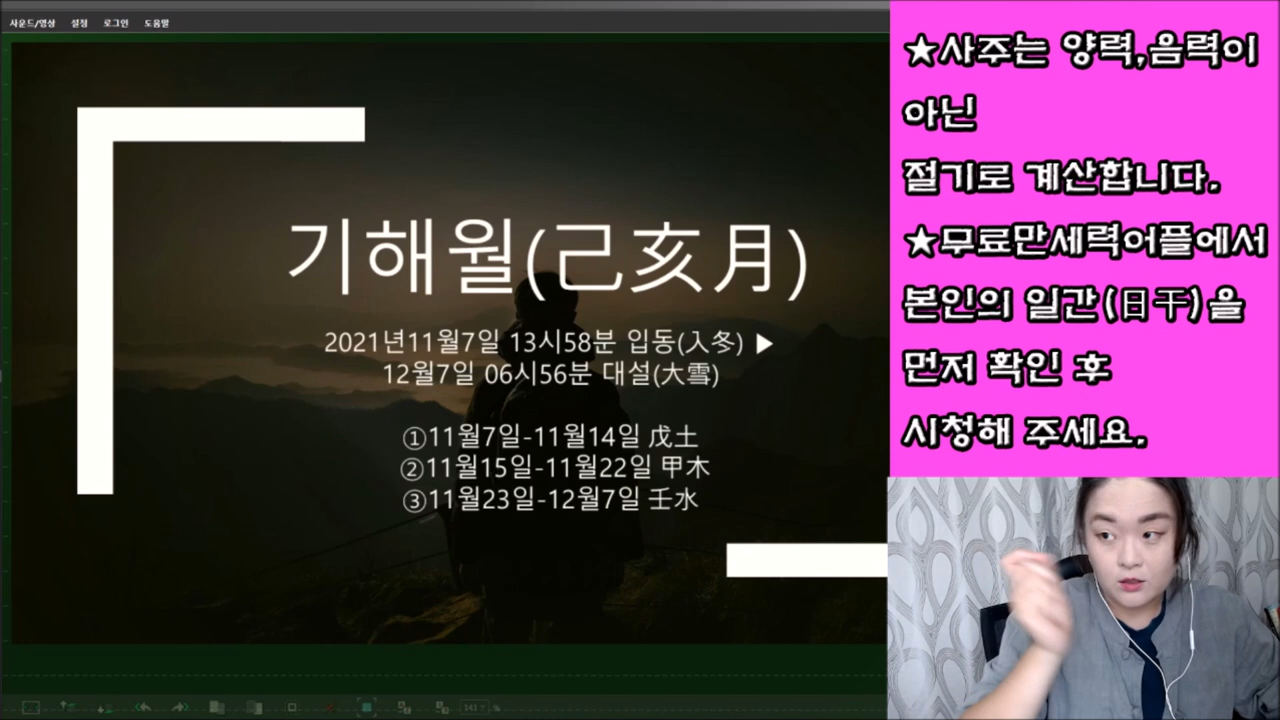 사운드/영상 설정 로그인 도움말
기해월(己亥月)
2021년11월7일 13시58분 입동(入冬) ▶
12월7일 06시56분 대설(大雪)
①11월7일-11월14일 戊土
②11월15일-11월22일 甲木
③11월23일-12월7일 壬水
★사주는 양력,음력이
아닌
절기로 계산합니다.
★무료만세력어플에서
본인의 일간(日干)을
먼저 확인 후
시청해 주세요.
143 %